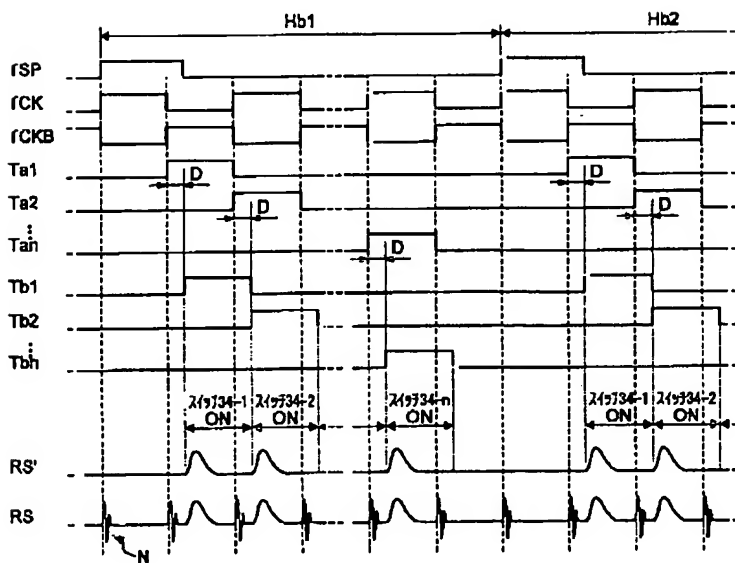 Hb1 Hb2
rSP
rCK
rCKB
Ta1
D D
Ta2
D D
Tan
D
Tb1
Tb2
Tbn
スイッチ34-1 スイッチ34-2 スイッチ34-n スイッチ34-1 スイッチ34-2
ON ON ON ON ON
RS'
RS
N